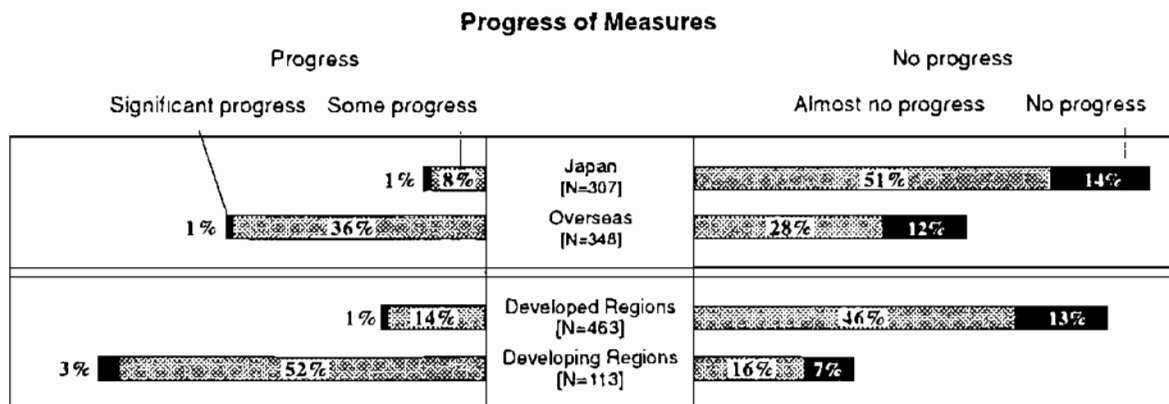 Progress of Measures
Progress
No progress
Significant progress
Some progress
Almost no progress
No progress
1% 8% Japan 51% 14%
[N=307]
1% 36% Overseas 28% 12%
[N=348]
1% 14% Developed Regions 46% 13%
[N=463]
3% 52% Developing Regions 16% 7%
[N=113]